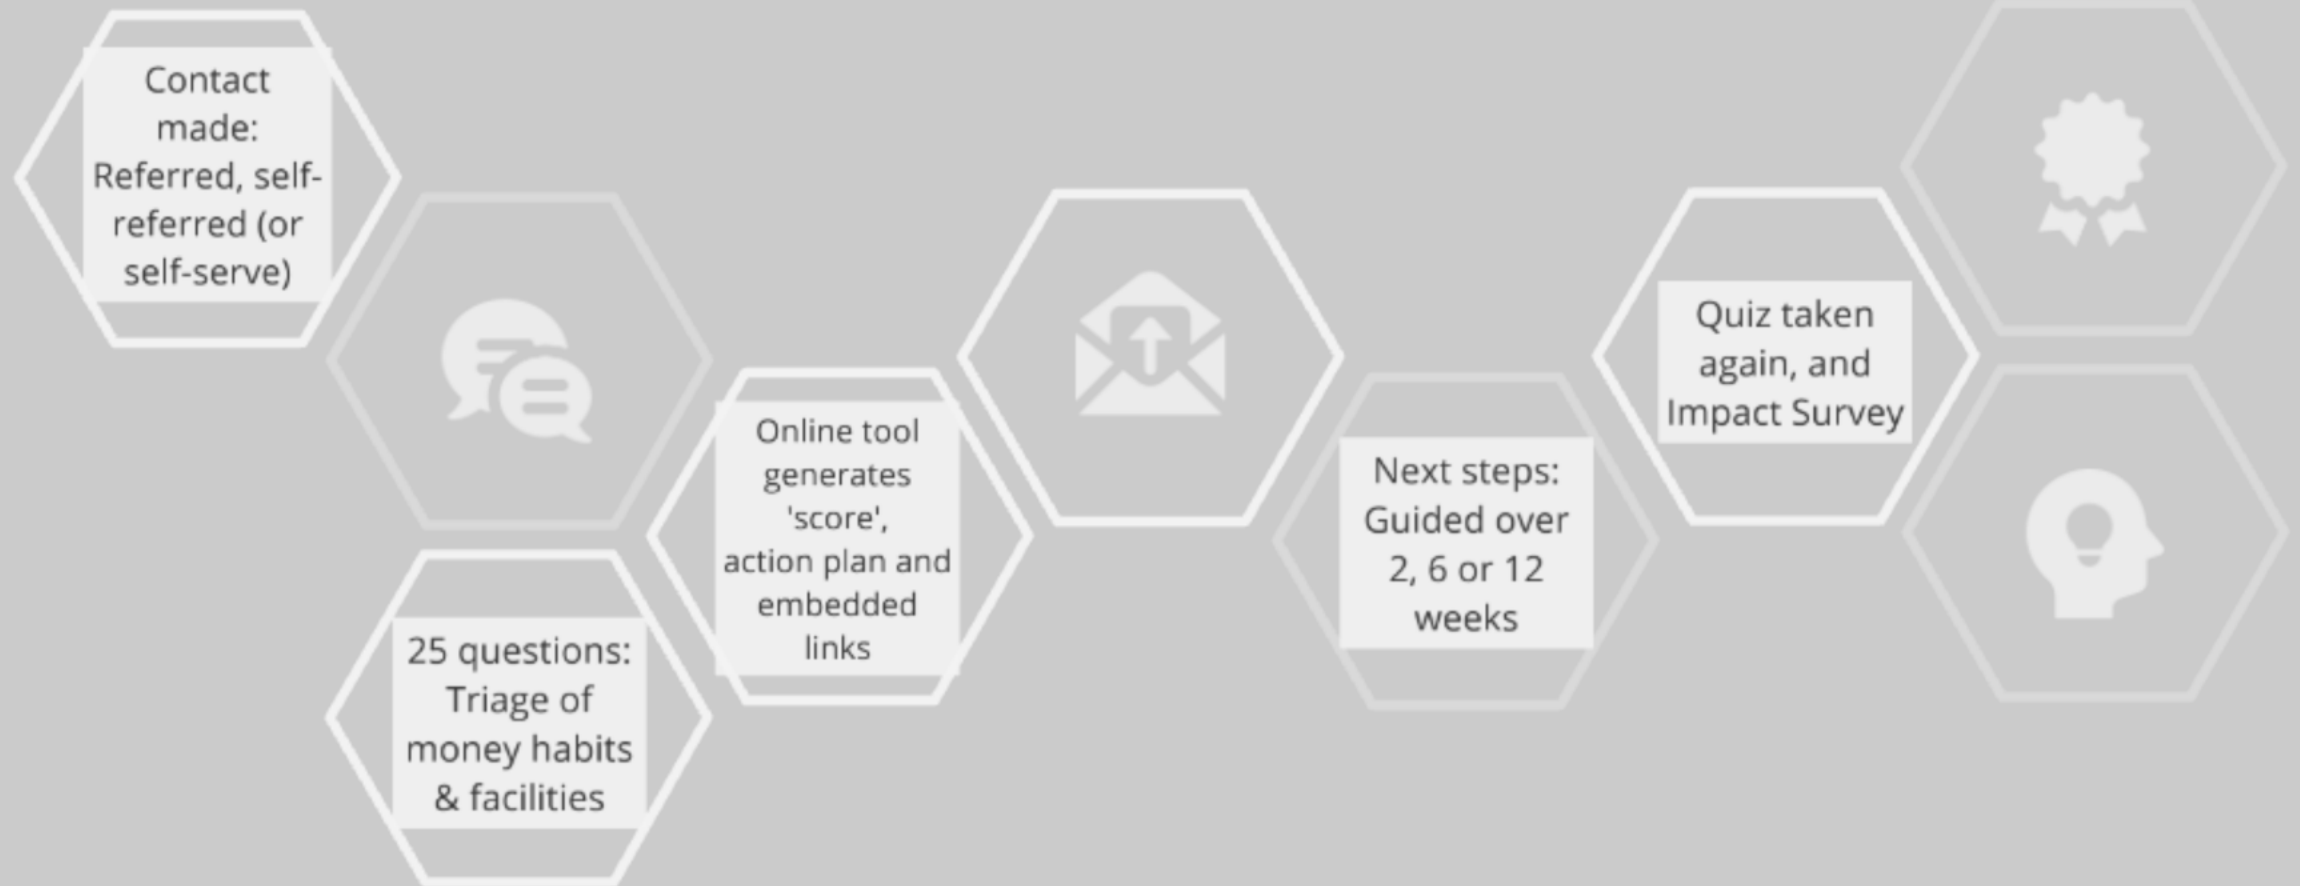 Contact
made:
Referred, self-
referred (or
self-serve)
25 questions:
Triage of
money habits
& facilities
Online tool
generates
'score',
action plan and
embedded
links
Next steps:
Guided over
2, 6 or 12
weeks
Quiz taken
again, and
Impact Survey